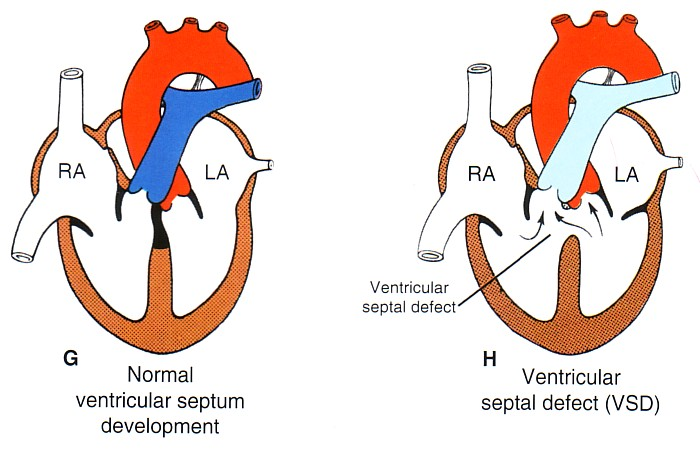 RA
LA
G
Normal
ventricular septum
development
RA
LA
Ventricular
septal defect
H
Ventricular
septal defect (VSD)